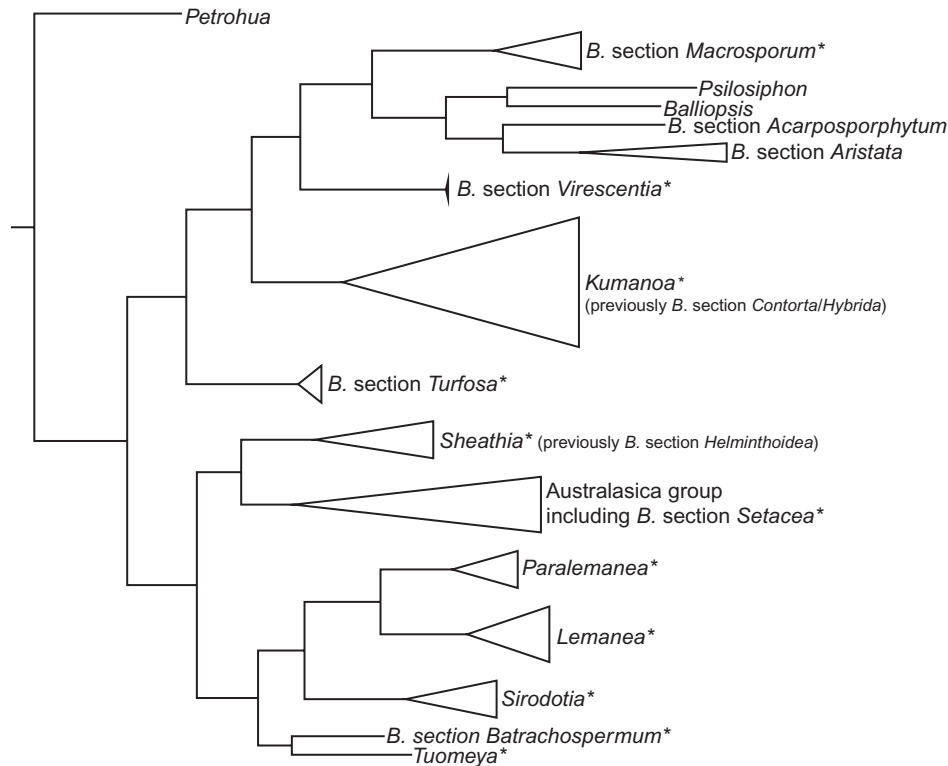 Petrohua
B. section Macrosporum*
Psilosiphon
Balliopsis
B. section Acarposporphytum
B. section Aristata
B. section Virescentia*
Kumanoa*
(previously B. section Contorta/Hybrida)
B. section Turfosa*
Sheathia* (previously B. section Helminthoidea)
Australasica group
including B. section Setacea*
Paralemanea*
Lemanea*
Sirodotia*
B. section Batrachospermum*
Tuomeya*